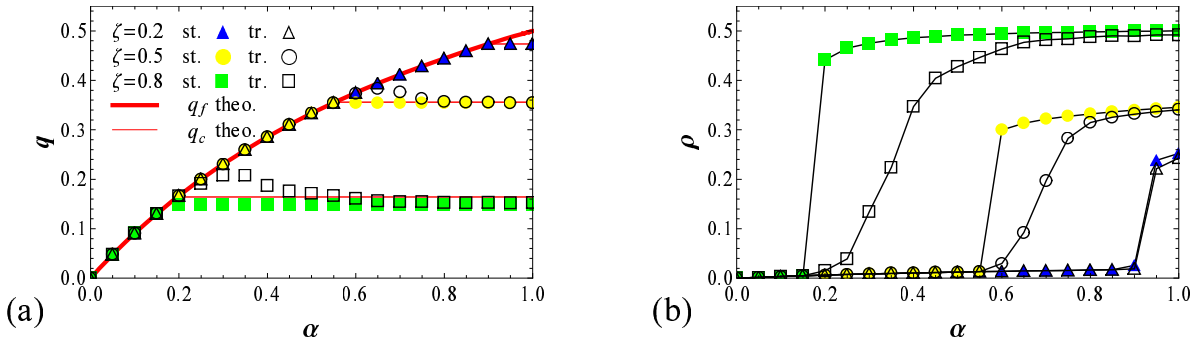 0.5
0.4
0.3
0.2
0.1
0.0
q
ζ=0.2 st. tr.
ζ=0.5 st. tr.
ζ=0.8 st. tr.
q_f theo.
q_c theo.
0.0 0.2 0.4 0.6 0.8 1.0
(a)
α
0.5
0.4
0.3
0.2
0.1
0.0
ρ
0.0 0.2 0.4 0.6 0.8 1.0
(b)
α